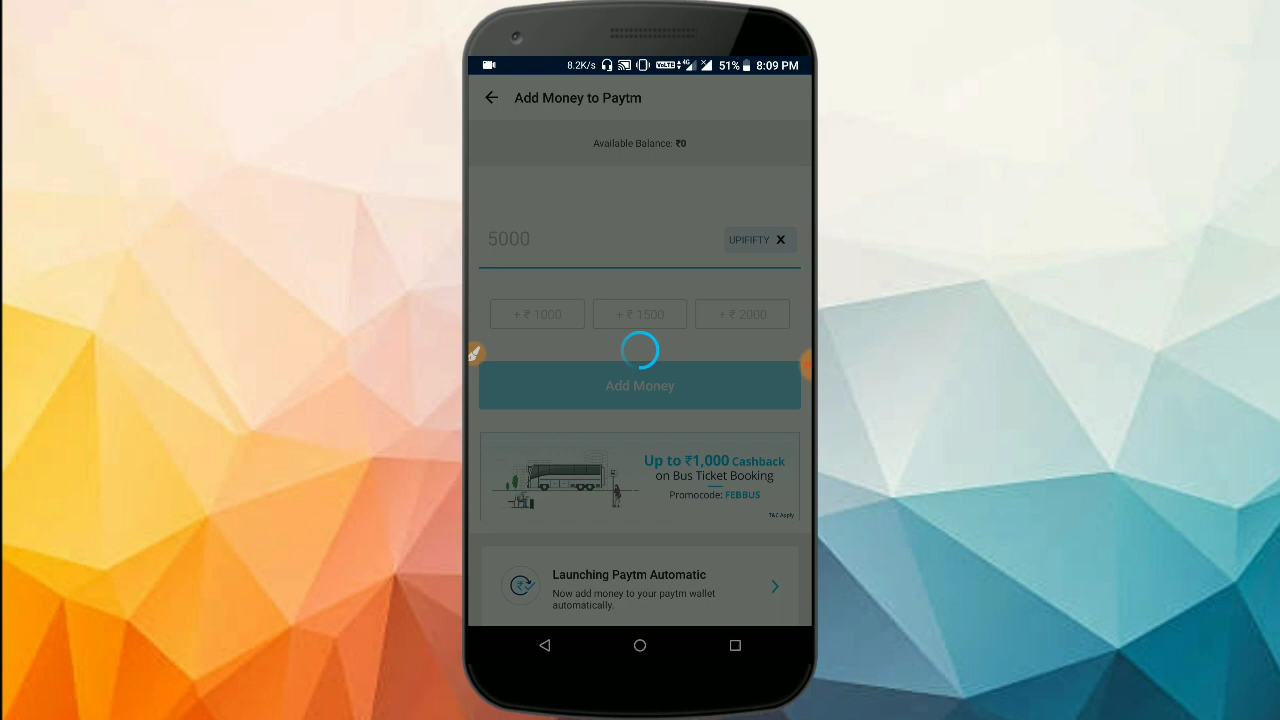 8.2K/s VoLTE 4G 51% 8:09 PM
Add Money to Paytm
Available Balance: ₹0
5000
UPIFIFTY X
+ ₹ 1000
+ ₹ 1500
+ ₹ 2000
Add Money
Up to ₹1,000 Cashback
on Bus Ticket Booking
Promocode: FEBBUS
T&C Apply
Launching Paytm Automatic
Now add money to your paytm wallet
automatically.